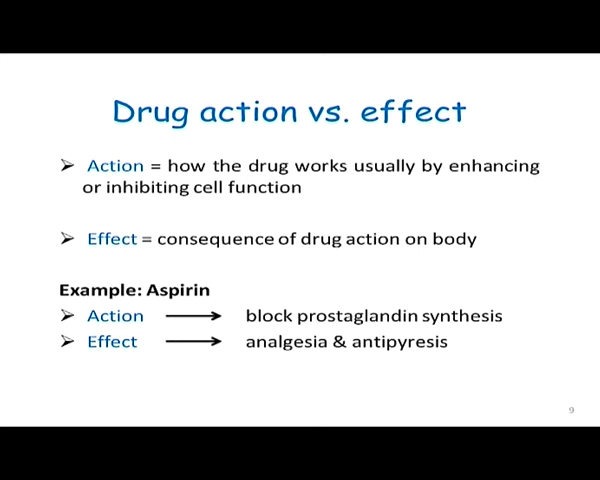 Drug action vs. effect
➢ Action = how the drug works usually by enhancing
or inhibiting cell function
➢ Effect = consequence of drug action on body
Example: Aspirin
➢ Action ⟶ block prostaglandin synthesis
➢ Effect ⟶ analgesia & antipyresis
9